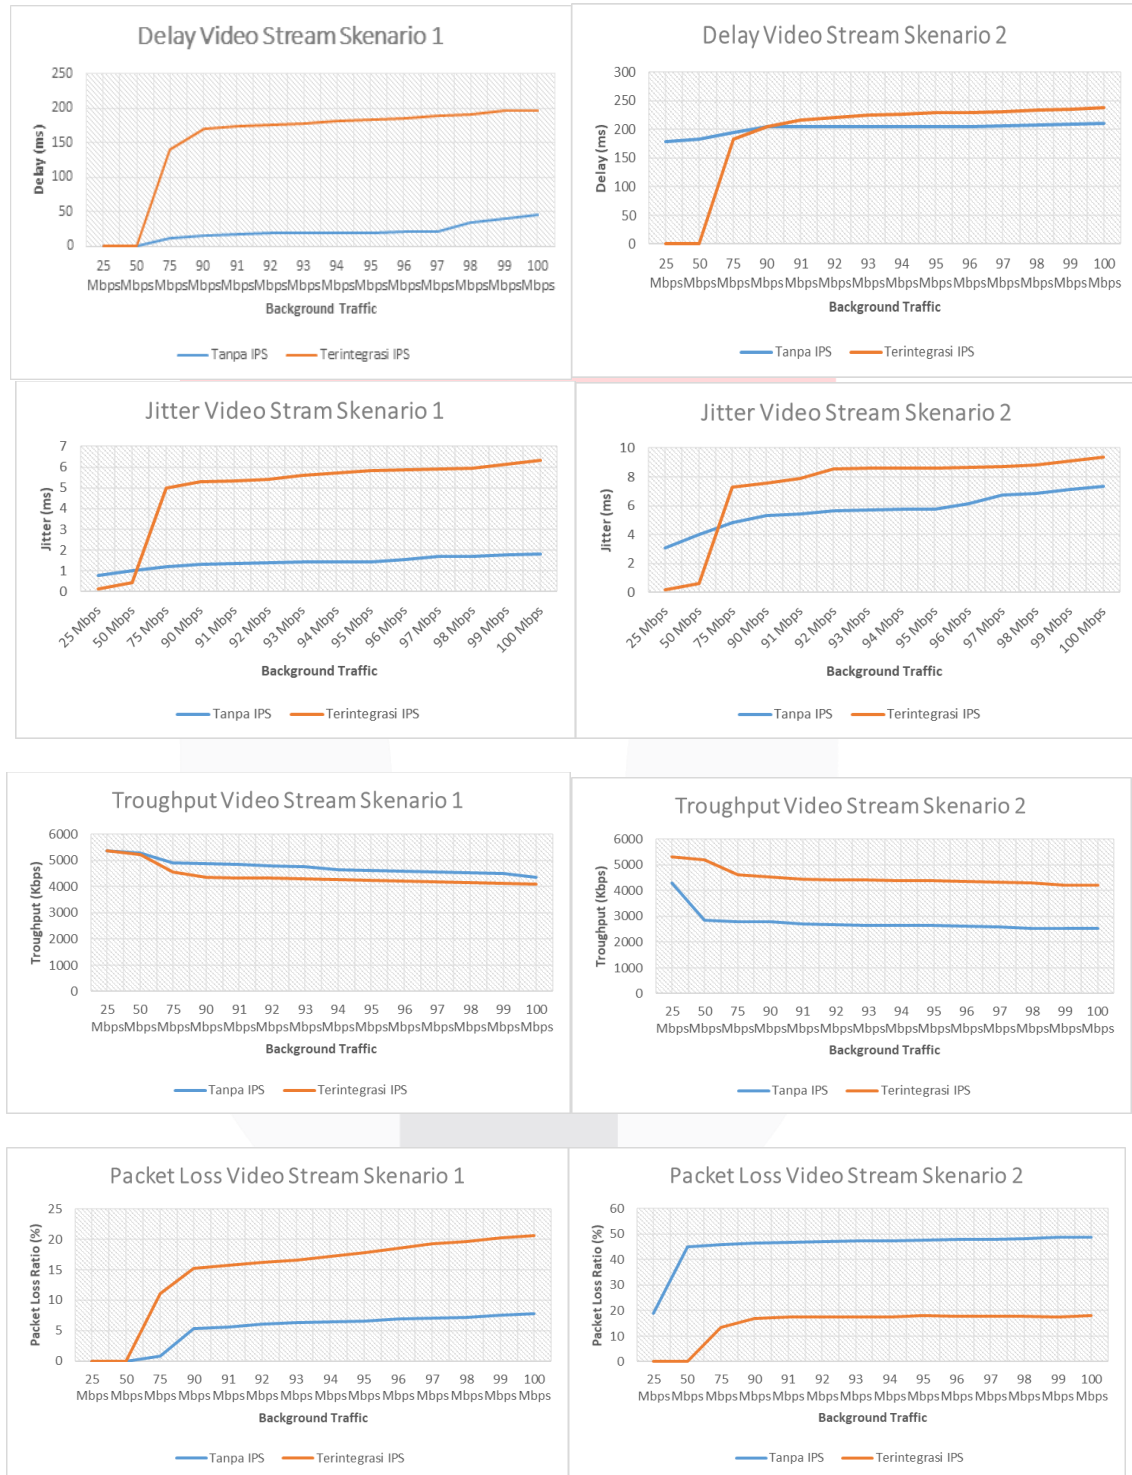 Delay Video Stream Skenario 1
250
200
150
100
50
0
Delay (ms)
25 50 75 90 91 92 93 94 95 96 97 98 99 100
Mbps Mbps Mbps Mbps Mbps Mbps Mbps Mbps Mbps Mbps Mbps Mbps Mbps Mbps
Background Traffic
Tanpa IPS Terintegrasi IPS
Delay Video Stream Skenario 2
300
250
200
150
100
50
0
Delay (ms)
25 50 75 90 91 92 93 94 95 96 97 98 99 100
Mbps Mbps Mbps Mbps Mbps Mbps Mbps Mbps Mbps Mbps Mbps Mbps Mbps Mbps
Background Traffic
Tanpa IPS Terintegrasi IPS
Jitter Video Stram Skenario 1
7
6
5
4
3
2
1
0
Jitter (ms)
25 Mbps 50 Mbps 75 Mbps 90 Mbps 91 Mbps 92 Mbps 93 Mbps 94 Mbps 95 Mbps 96 Mbps 97 Mbps 98 Mbps 99 Mbps 100 Mbps
Background Traffic
Tanpa IPS Terintegrasi IPS
Jitter Video Stream Skenario 2
10
8
6
4
2
0
Jitter (ms)
25 Mbps 50 Mbps 75 Mbps 90 Mbps 91 Mbps 92 Mbps 93 Mbps 94 Mbps 95 Mbps 96 Mbps 97 Mbps 98 Mbps 99 Mbps 100 Mbps
Background Traffic
Tanpa IPS Terintegrasi IPS
Troughput Video Stream Skenario 1
6000
5000
4000
3000
2000
1000
0
Troughput (Kbps)
25 50 75 90 91 92 93 94 95 96 97 98 99 100
Mbps Mbps Mbps Mbps Mbps Mbps Mbps Mbps Mbps Mbps Mbps Mbps Mbps Mbps
Background Traffic
Tanpa IPS Terintegrasi IPS
Troughput Video Stream Skenario 2
6000
5000
4000
3000
2000
1000
0
Troughput (Kbps)
25 50 75 90 91 92 93 94 95 96 97 98 99 100
Mbps Mbps Mbps Mbps Mbps Mbps Mbps Mbps Mbps Mbps Mbps Mbps Mbps Mbps
Background Traffic
Tanpa IPS Terintegrasi IPS
Packet Loss Video Stream Skenario 1
25
20
15
10
5
0
Packet Loss Ratio (%)
25 50 75 90 91 92 93 94 95 96 97 98 99 100
Mbps Mbps Mbps Mbps Mbps Mbps Mbps Mbps Mbps Mbps Mbps Mbps Mbps Mbps
Background Traffic
Tanpa IPS Terintegrasi IPS
Packet Loss Video Stream Skenario 2
60
50
40
30
20
10
0
Packet Loss Ratio (%)
25 50 75 90 91 92 93 94 95 96 97 98 99 100
Mbps Mbps Mbps Mbps Mbps Mbps Mbps Mbps Mbps Mbps Mbps Mbps Mbps Mbps
Background Traffic
Tanpa IPS Terintegrasi IPS